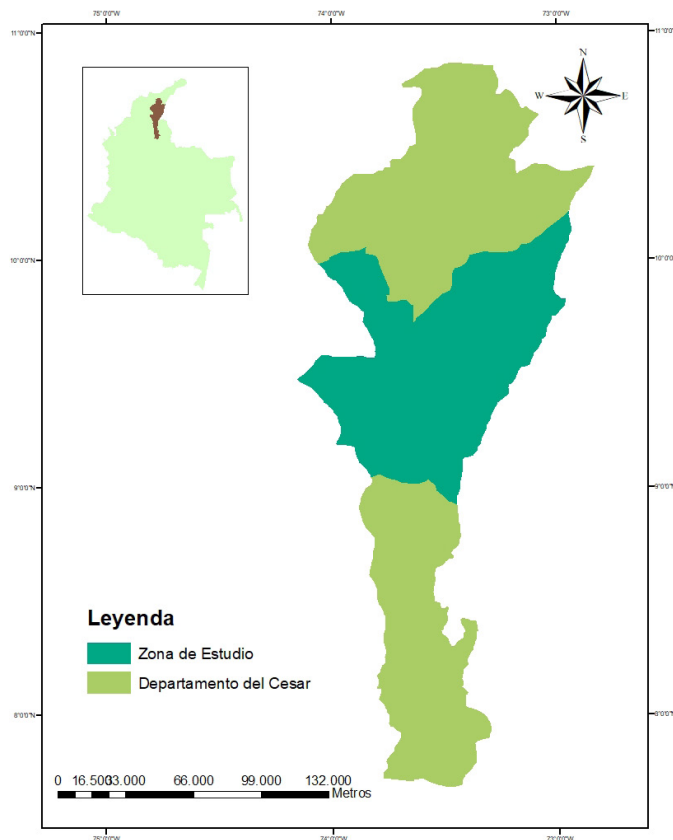 75°0'0"W 74°0'0"W 73°0'0"W
11°0'0"N 11°0'0"N
N
W E
S
10°0'0"N 10°0'0"N
9°0'0"N 9°0'0"N
Leyenda
Zona de Estudio
Departamento del Cesar
8°0'0"N 8°0'0"N
0 16.500 33.000 66.000 99.000 132.000
Metros
75°0'0"W 74°0'0"W 73°0'0"W